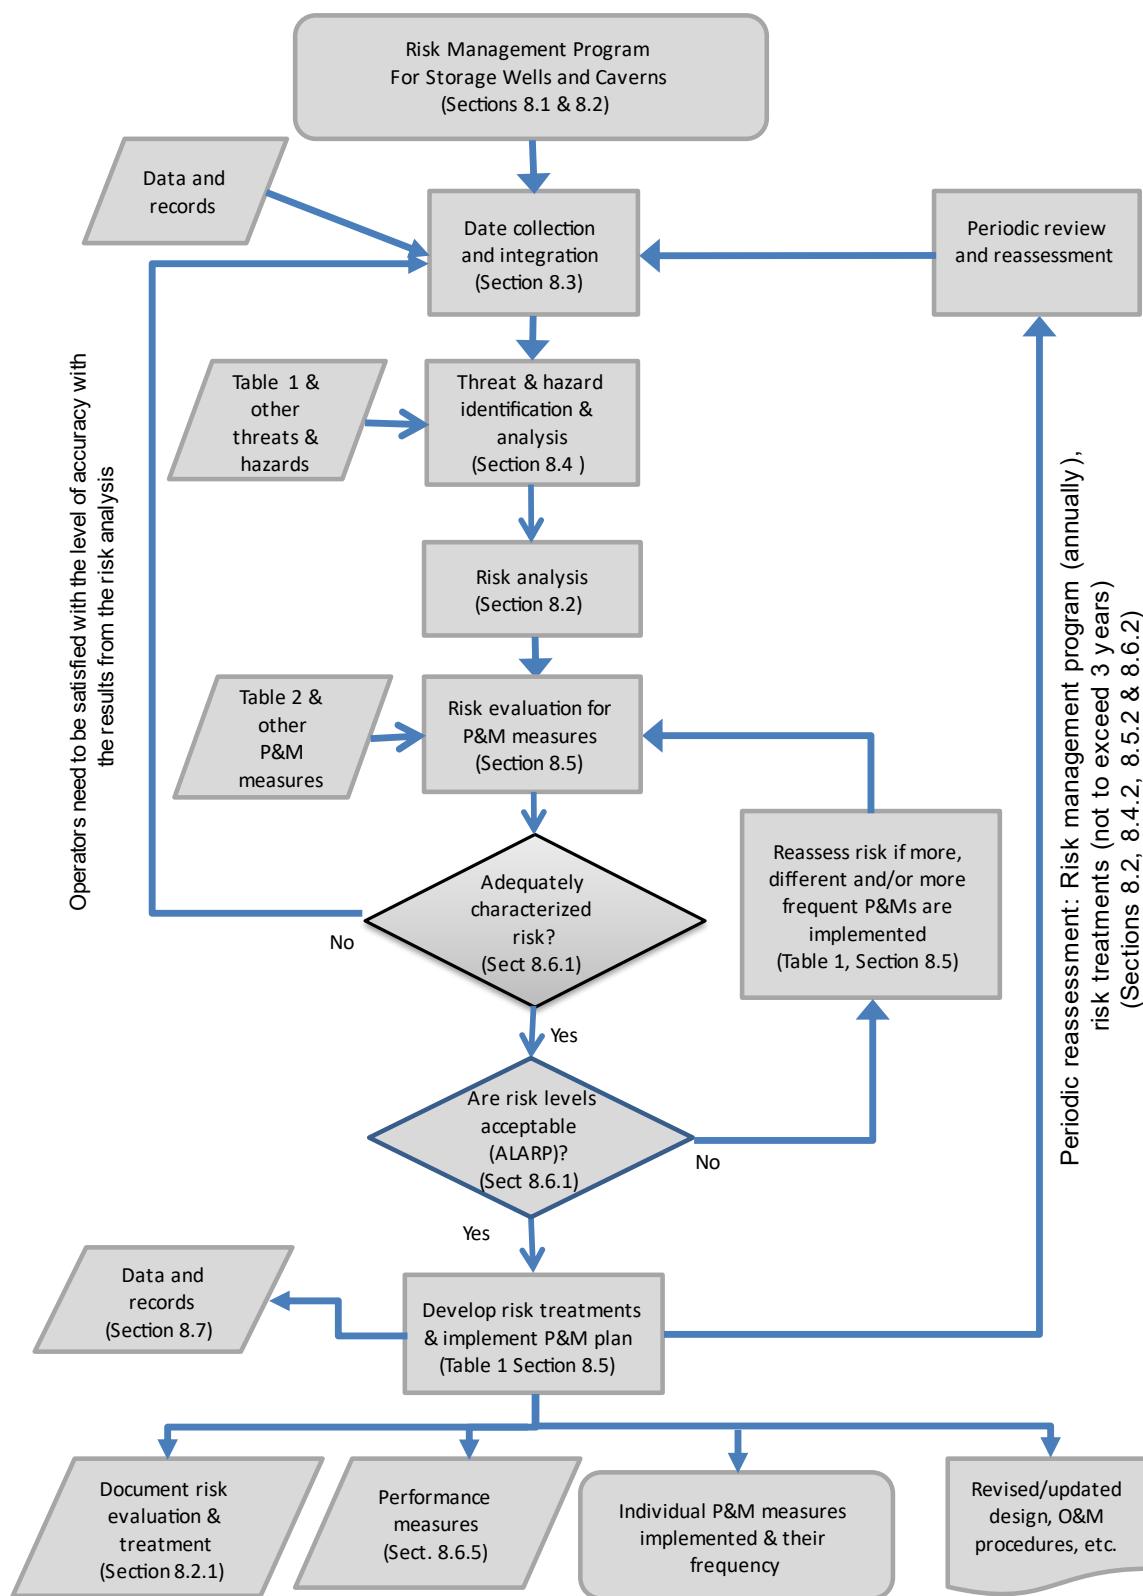 Risk Management Program
For Storage Wells and Caverns
(Sections 8.1 & 8.2)
Data and
records
Date collection
and integration
(Section 8.3)
Periodic review
and reassessment
Operators need to be satisfied with the level of accuracy with
the results from the risk analysis
Table 1 &
other
threats &
hazards
Threat & hazard
identification &
analysis
(Section 8.4 )
Risk analysis
(Section 8.2)
Table 2 &
other
P&M
measures
Risk evaluation for
P&M measures
(Section 8.5)
Periodic reassessment: Risk management program (annually),
risk treatments (not to exceed 3 years)
(Sections 8.2, 8.4.2, 8.5.2 & 8.6.2)
Reassess risk if more,
different and/or more
frequent P&Ms are
implemented
(Table 1, Section 8.5)
Adequately
characterized
risk?
(Sect 8.6.1)
No
Yes
Are risk levels
acceptable
(ALARP)?
(Sect 8.6.1)
No
Yes
Data and
records
(Section 8.7)
Develop risk treatments
& implement P&M plan
(Table 1 Section 8.5)
Document risk
evaluation &
treatment
(Section 8.2.1)
Performance
measures
(Sect. 8.6.5)
Individual P&M measures
implemented & their
frequency
Revised/updated
design, O&M
procedures, etc.